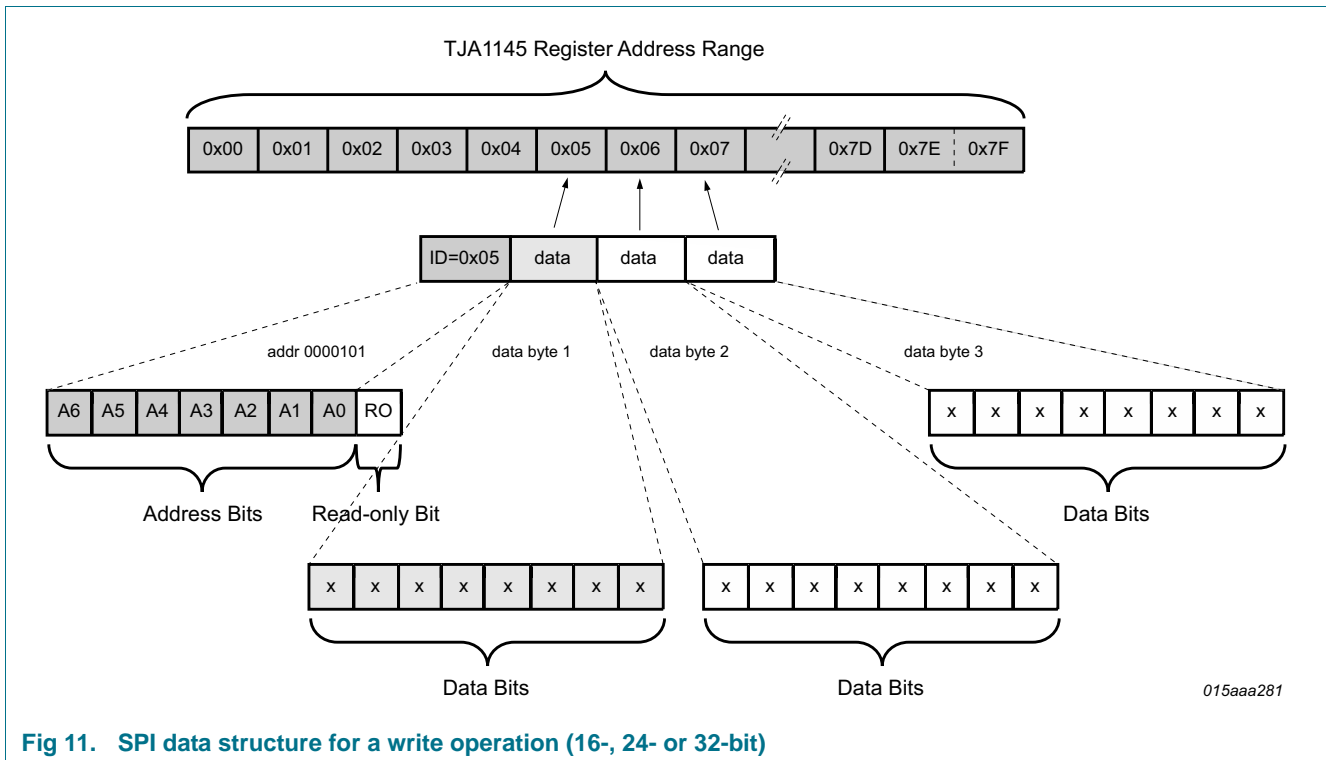 TJA1145 Register Address Range
0x00 0x01 0x02 0x03 0x04 0x05 0x06 0x07 0x7D 0x7E 0x7F
ID=0x05 data data data
addr 0000101 data byte 1 data byte 2 data byte 3
A6 A5 A4 A3 A2 A1 A0 RO x x x x x x x x
Address Bits Read-only Bit Data Bits
x x x x x x x x x x x x x x x x
Data Bits Data Bits
015aaa281
Fig 11. SPI data structure for a write operation (16-, 24- or 32-bit)